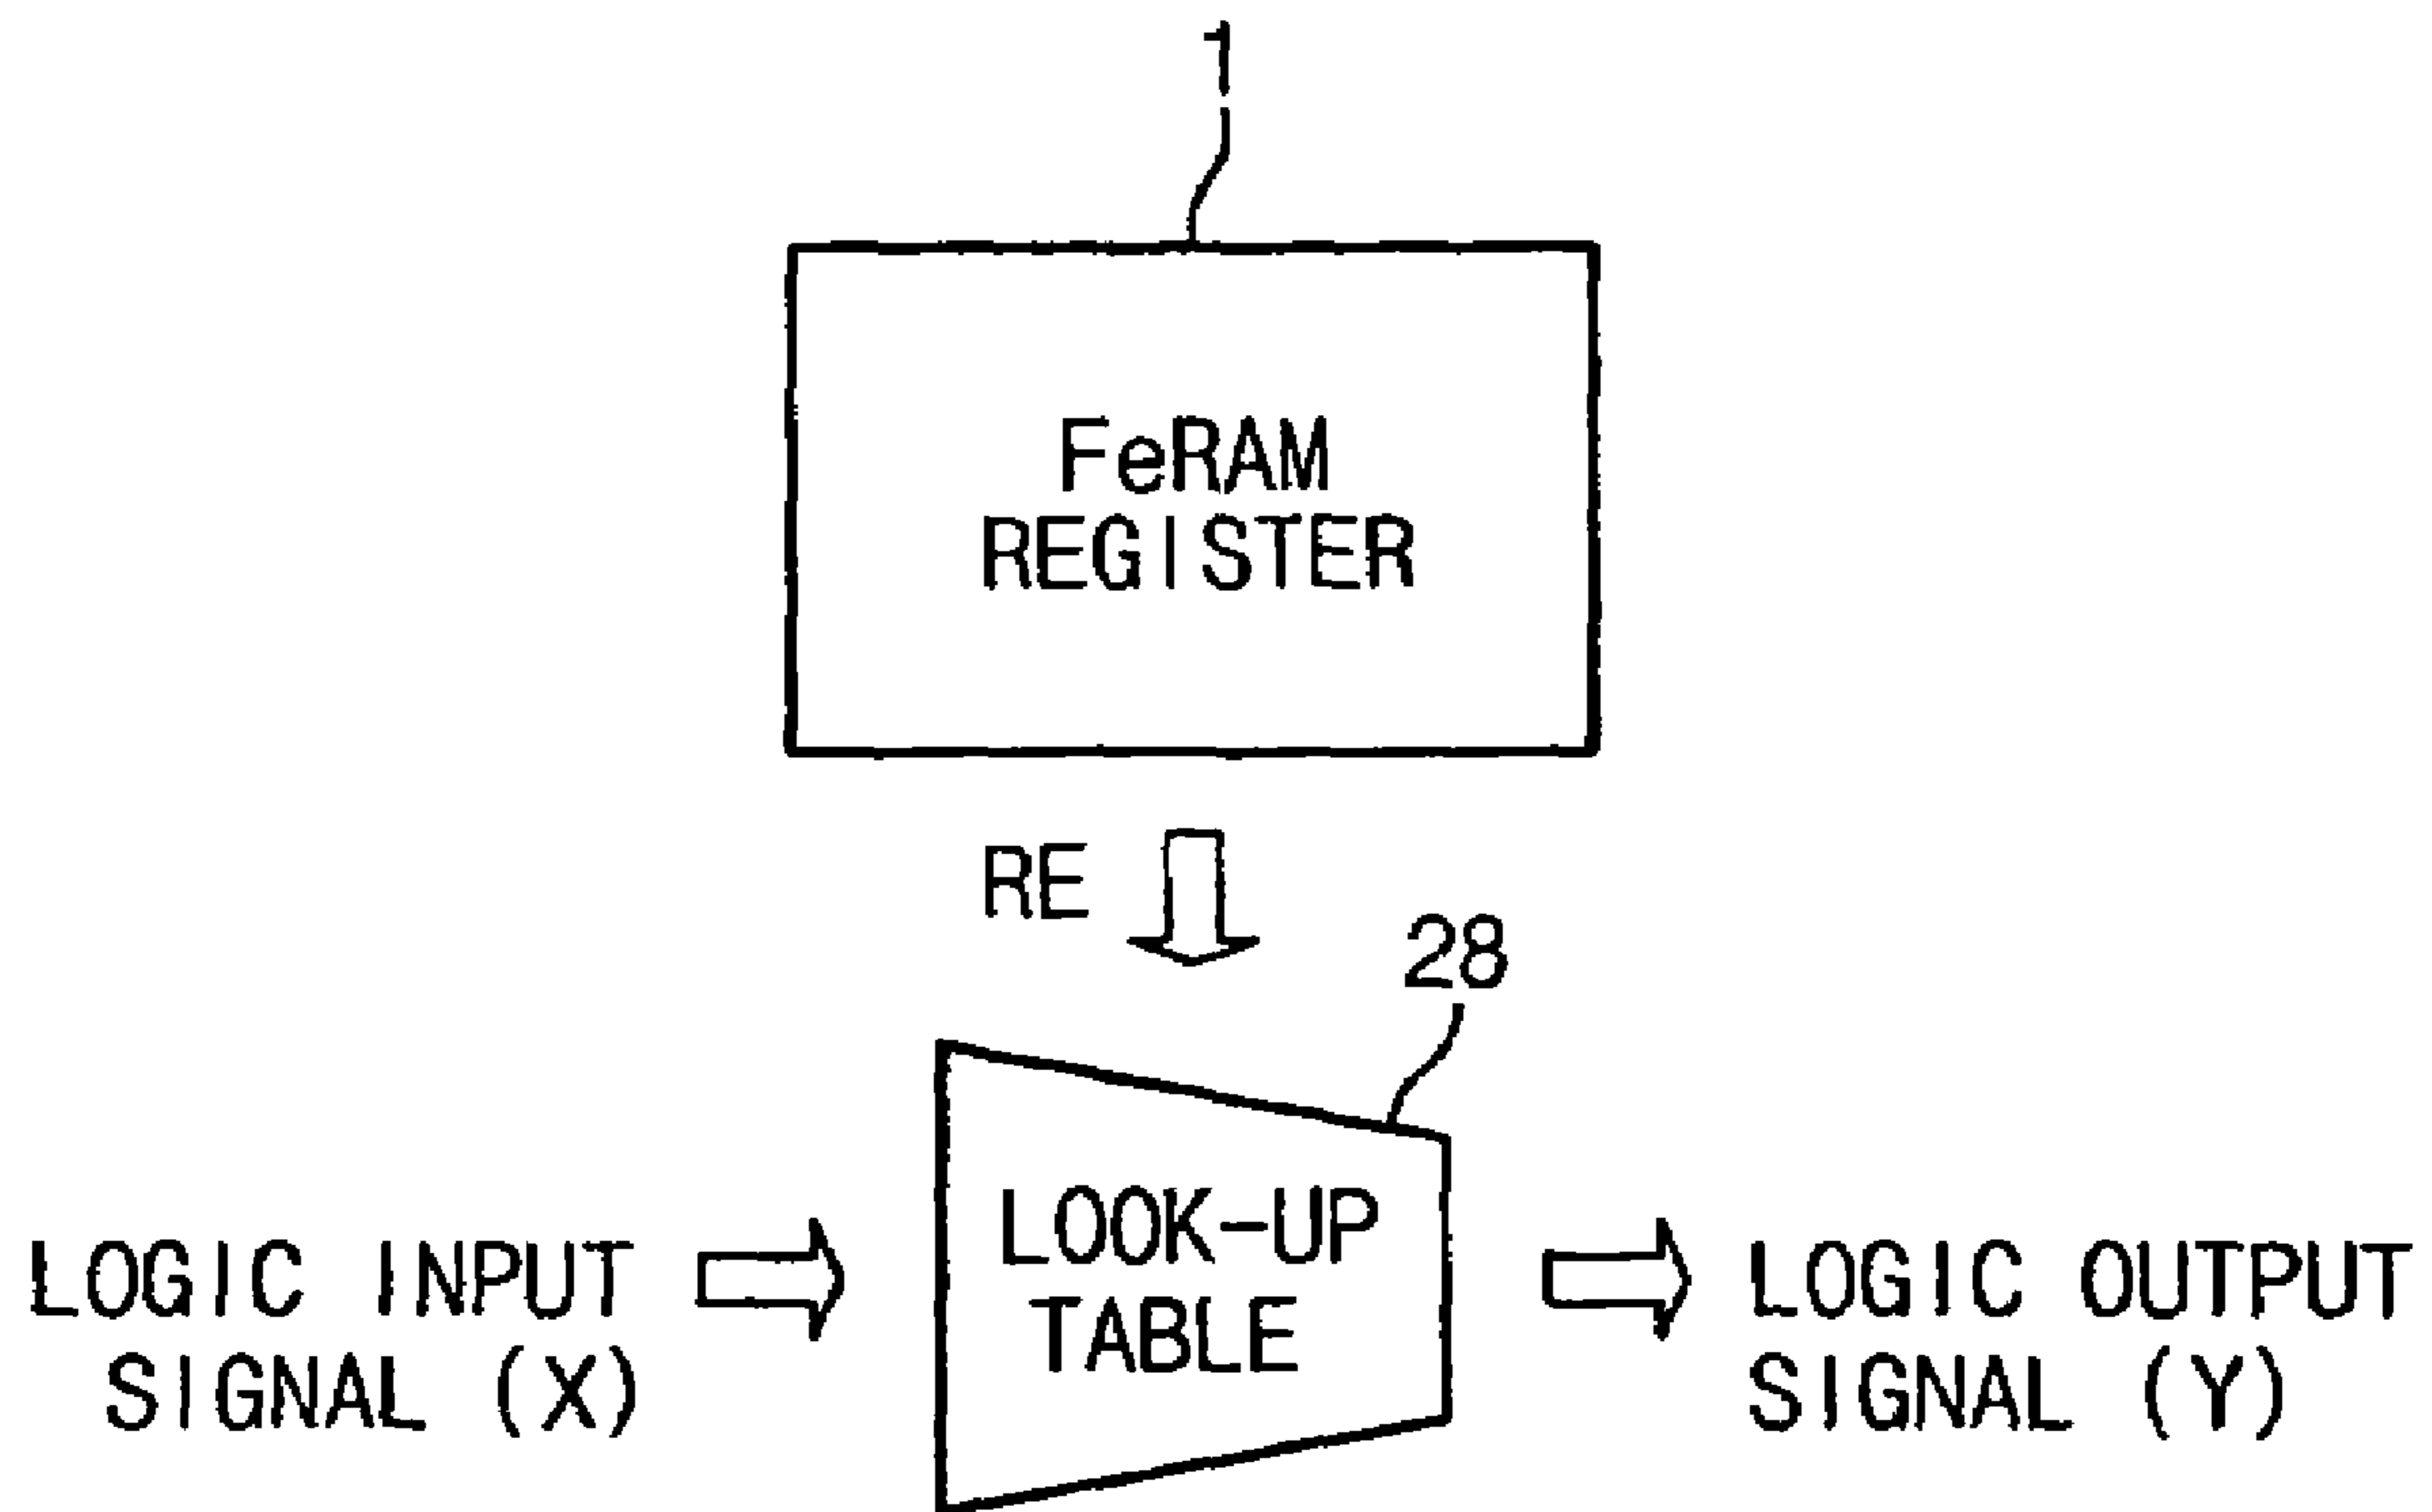 1
FeRAM
REGISTER
RE
28
LOOK-UP
TABLE
LOGIC INPUT
SIGNAL (X)
LOGIC OUTPUT
SIGNAL (Y)